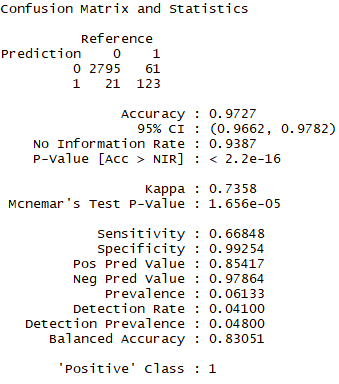 Confusion Matrix and Statistics
Reference
Prediction 0 1
0 2795 61
1 21 123
Accuracy : 0.9727
95% CI : (0.9662, 0.9782)
No Information Rate : 0.9387
P-Value [Acc > NIR] : < 2.2e-16
Kappa : 0.7358
Mcnemar's Test P-Value : 1.656e-05
Sensitivity : 0.66848
Specificity : 0.99254
Pos Pred Value : 0.85417
Neg Pred Value : 0.97864
Prevalence : 0.06133
Detection Rate : 0.04100
Detection Prevalence : 0.04800
Balanced Accuracy : 0.83051
'Positive' Class : 1